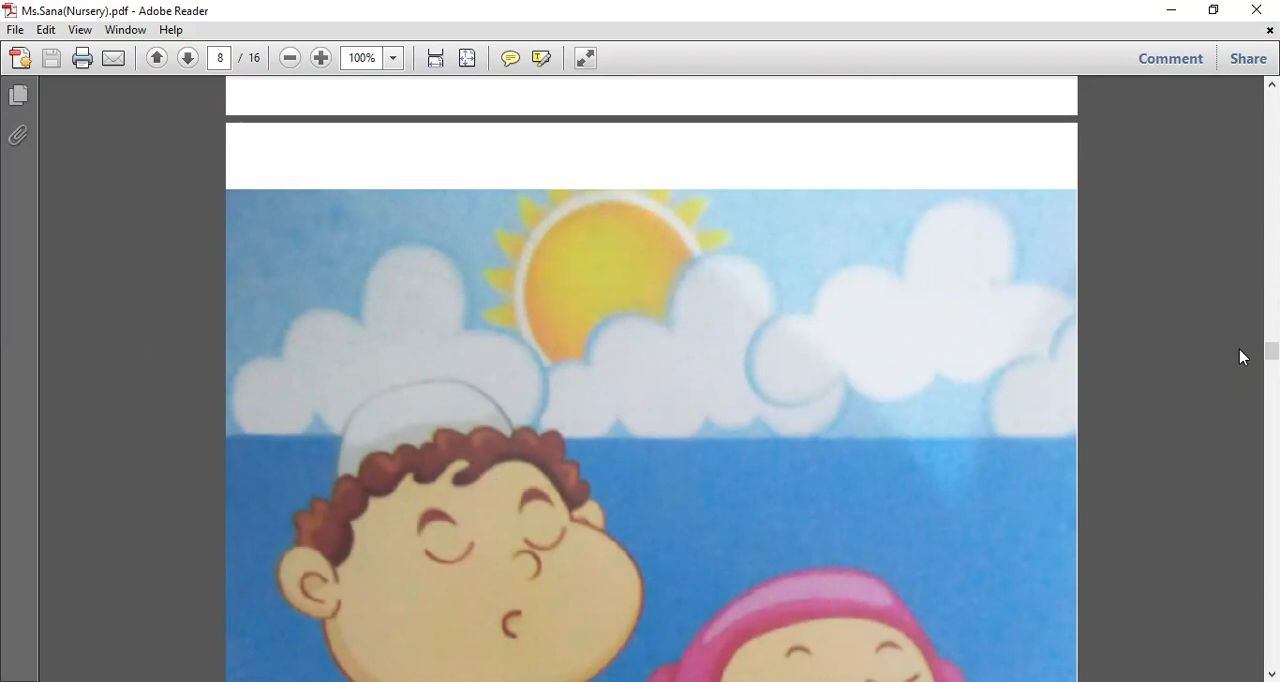 Ms.Sana(Nursery).pdf - Adobe Reader
File Edit View Window Help
8 / 16 100% Comment Share